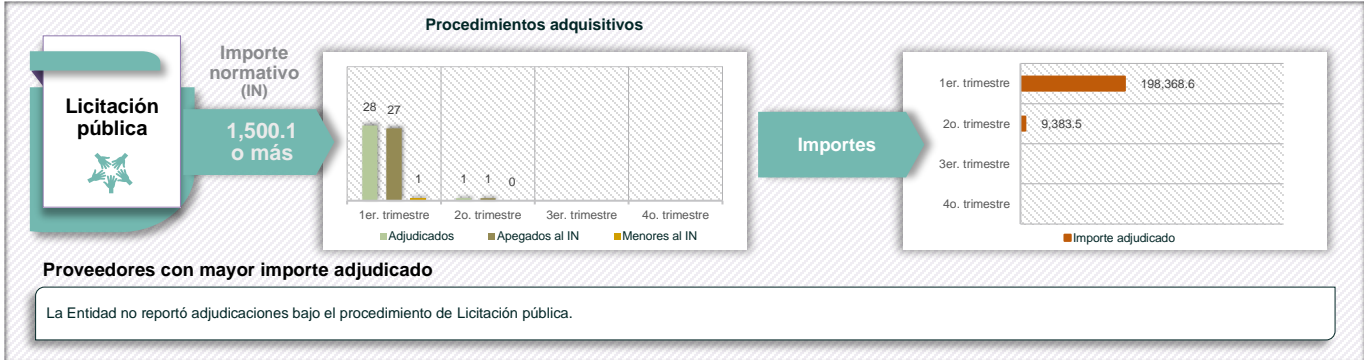 Procedimientos adquisitivos
Licitación
pública
Importe
normativo
(IN)
1,500.1
o más
28 27
1
1 1 0
1er. trimestre 2o. trimestre 3er. trimestre 4o. trimestre
Adjudicados Apegados al IN Menores al IN
Importes
1er. trimestre 198,368.6
2o. trimestre 9,383.5
3er. trimestre
4o. trimestre
Importe adjudicado
Proveedores con mayor importe adjudicado
La Entidad no reportó adjudicaciones bajo el procedimiento de Licitación pública.